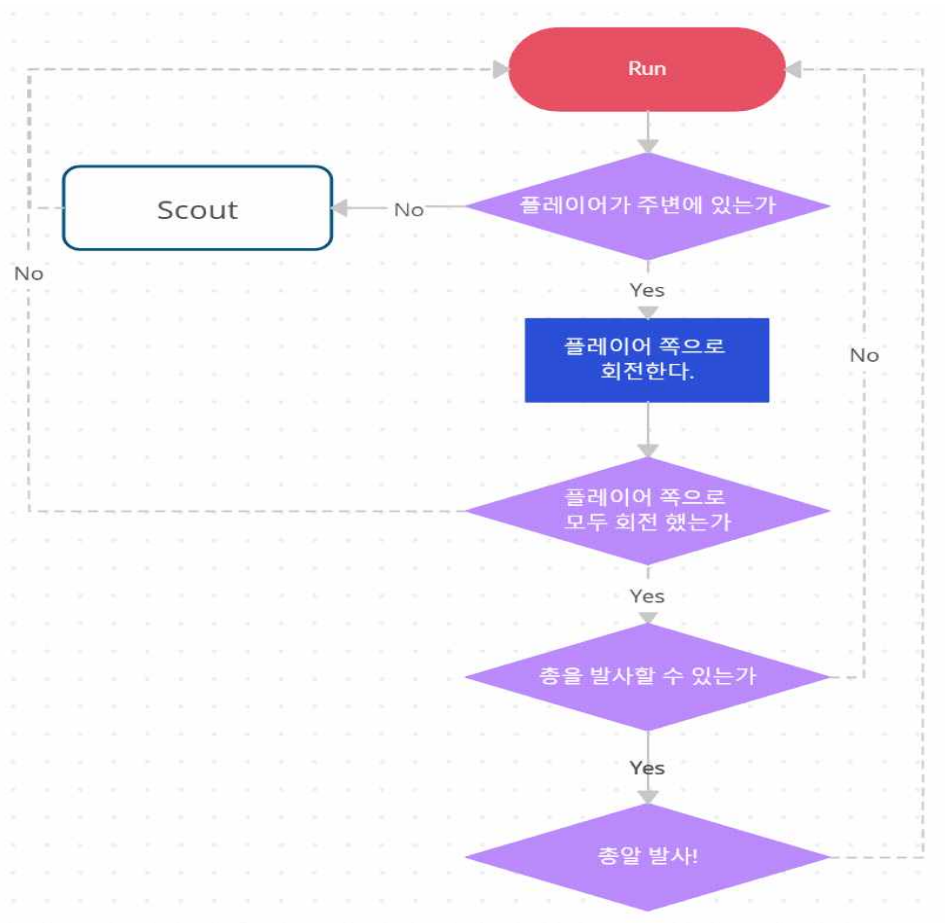 Run
플레이어가 주변에 있는가
No
Scout
No
Yes
플레이어 쪽으로
회전한다.
No
플레이어 쪽으로
모두 회전 했는가
Yes
총을 발사할 수 있는가
Yes
총알 발사!